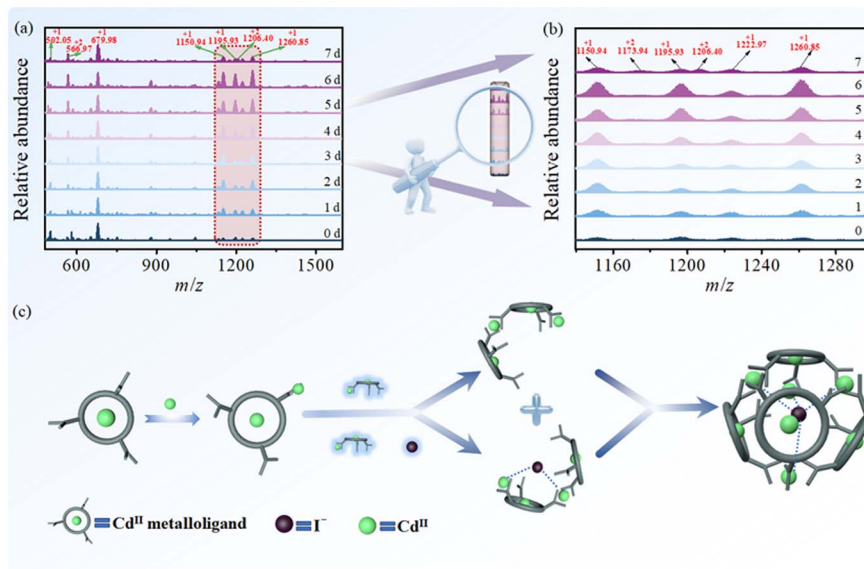 (a)
+1
502.05
+2
566.97
+1
679.98
+1
1150.94
+1
1195.93
+2
1206.40
+1
1260.85
7 d
6 d
5 d
4 d
3 d
2 d
1 d
0 d
Relative abundance
600 900 1200 1500
m/z
(b)
+1
1150.94
+2
1173.94
+1
1195.93
+2
1206.40
+1
1222.97
+1
1260.85
7
6
5
4
3
2
1
0
Relative abundance
1160 1200 1240 1280
m/z
(c)
Cd^II metalloligand
I⁻
Cd^II